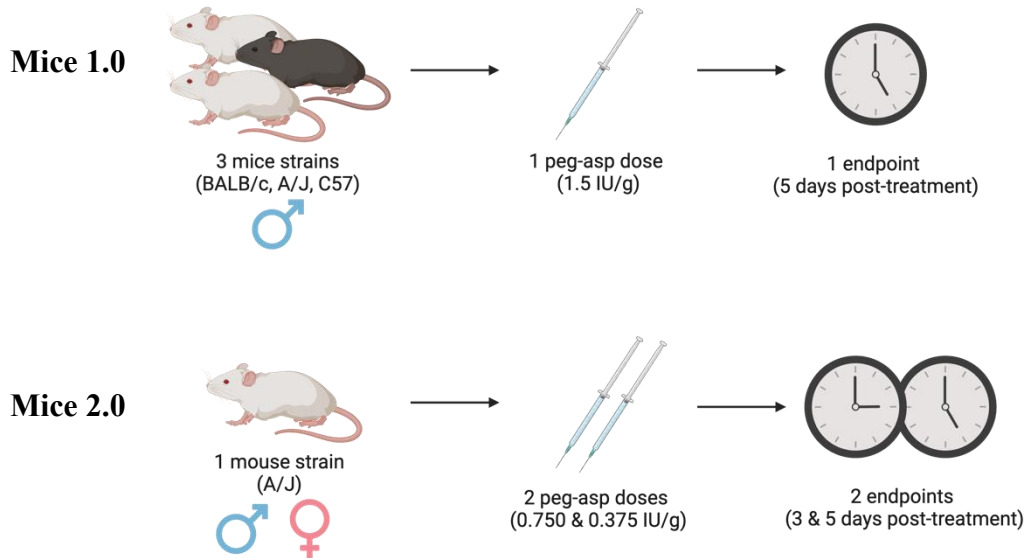 Mice 1.0
3 mice strains
(BALB/c, A/J, C57)
1 peg-asp dose
(1.5 IU/g)
1 endpoint
(5 days post-treatment)
Mice 2.0
1 mouse strain
(A/J)
2 peg-asp doses
(0.750 & 0.375 IU/g)
2 endpoints
(3 & 5 days post-treatment)